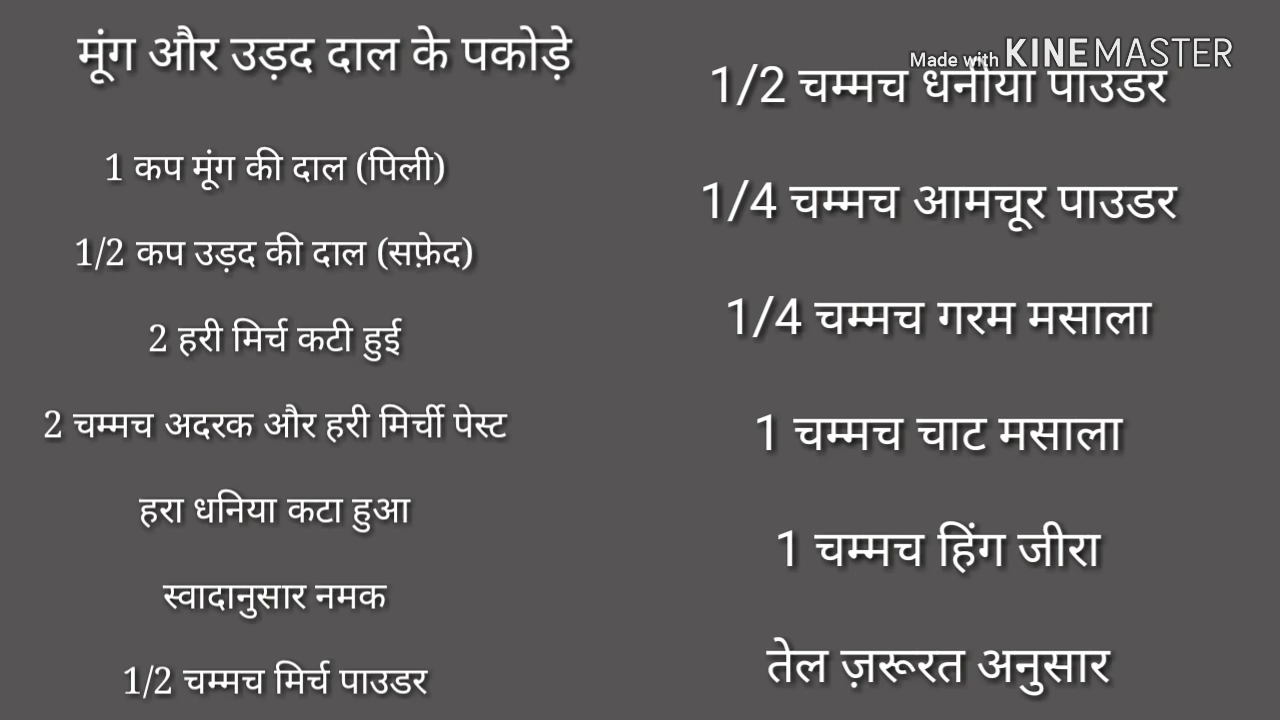 मूंग और उड़द दाल के पकोड़े
1 कप मूंग की दाल (पिली)
1/2 कप उड़द की दाल (सफ़ेद)
2 हरी मिर्च कटी हुई
2 चम्मच अदरक और हरी मिर्ची पेस्ट
हरा धनिया कटा हुआ
स्वादानुसार नमक
1/2 चम्मच मिर्च पाउडर
Made with KINEMASTER
1/2 चम्मच धनीया पाउडर
1/4 चम्मच आमचूर पाउडर
1/4 चम्मच गरम मसाला
1 चम्मच चाट मसाला
1 चम्मच हिंग जीरा
तेल ज़रूरत अनुसार